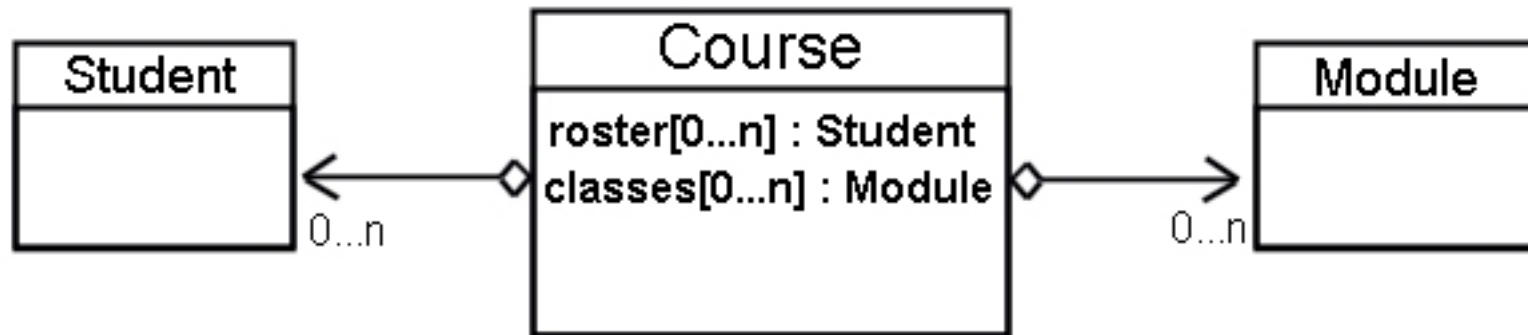 Student
Course
roster[0...n] : Student
classes[0...n] : Module
Module
0...n
0...n